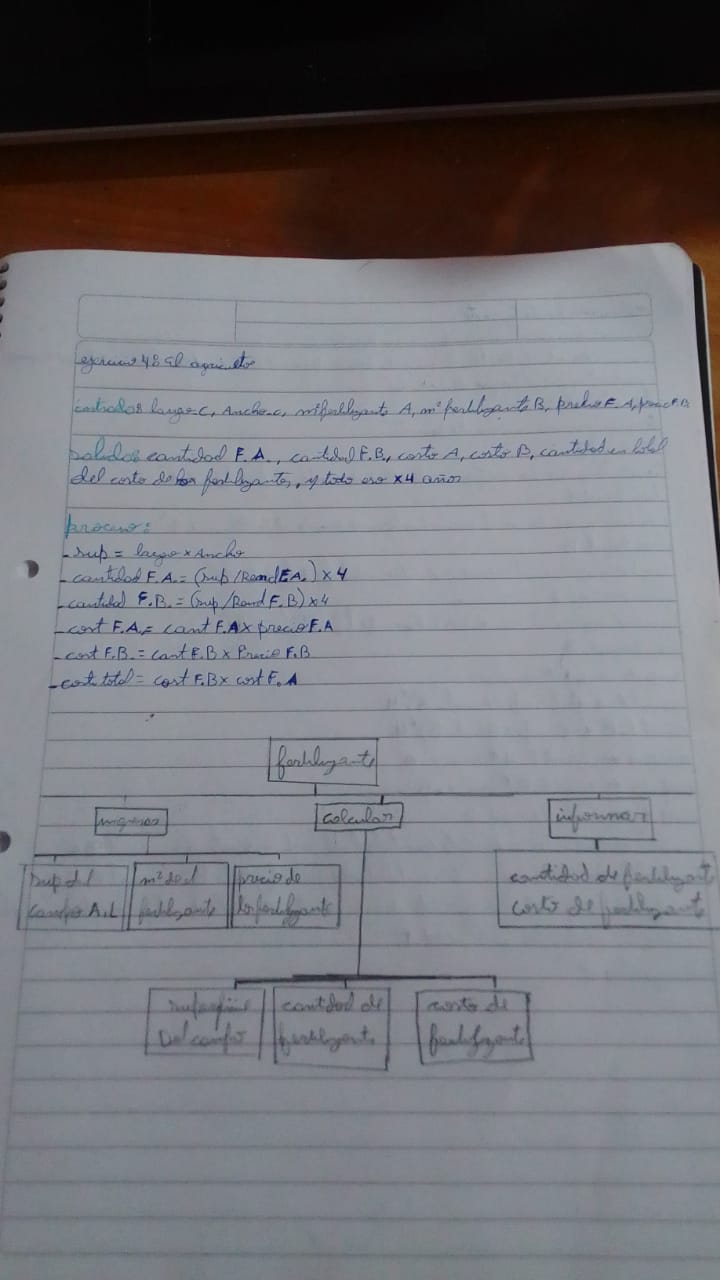 ejercicio 48 El agricultor
entradas largo-C, Ancho-c, m² fertilizante A, m² fertilizante B, precio F.A, precio F.B
salidas cantidad F.A., cantidad F.B., costo A, costo B, cantidad en total
del costo de los fertilizantes, y todo eso x4 años
proceso:
- sup = largo x Ancho
- cantidad F.A. = (sup/Rend F.A.) x 4
- cantidad F.B. = (sup/Rend F.B) x4
- cost F.A. = cant F.A x precio F.A
- cost F.B. = cant F.B x Precio F.B
- costo total = cost F.B x cost F.A
fertilizante
ingresar calcular informar
sup del m² del precio de cantidad de fertilizante
campo A.L fertilizante los fertilizante costo de fertilizante
superficie cantidad de costo de
Del campo fertilizante fertilizante